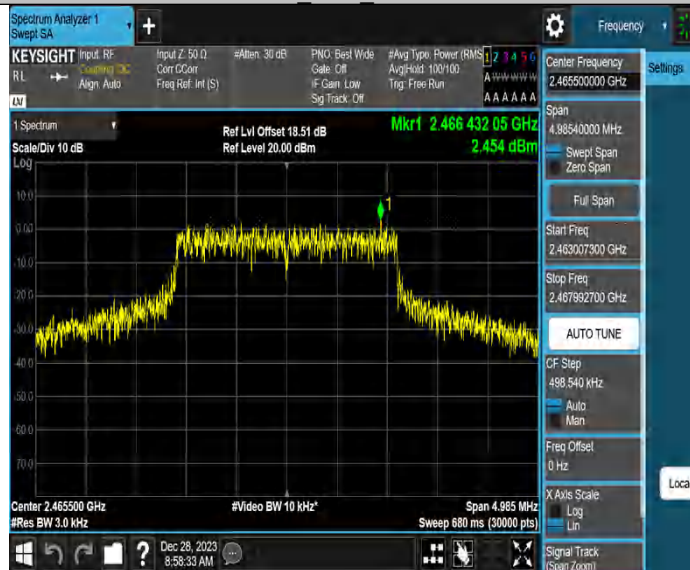 Spectrum Analyzer 1
Swept SA
Frequency
KEYSIGHT
RL
Input: RF
Coupling: DC
Align: Auto
Input Z: 50 Ω
Corr CCorr
Freq Ref: Int (S)
#Atten: 30 dB
PNO: Best Wide
Gate: Off
IF Gain: Low
Sig Track: Off
#Avg Type: Power (RMS
Avg|Hold: 100/100
Trig: Free Run
1 2 3 4 5 6
A W W W W W
A A A A A A
LXI
1 Spectrum
Scale/Div 10 dB
Ref Lvl Offset 18.51 dB
Ref Level 20.00 dBm
Mkr1 2.466 432 05 GHz
2.454 dBm
Log
10.0
0.00
-10.0
-20.0
-30.0
-40.0
-50.0
-60.0
-70.0
1
Center 2.465500 GHz
#Res BW 3.0 kHz
#Video BW 10 kHz*
Span 4.985 MHz
Sweep 680 ms (30000 pts)
?
Dec 28, 2023
8:58:33 AM
Center Frequency
2.465500000 GHz
Span
4.98540000 MHz
Swept Span
Zero Span
Full Span
Start Freq
2.463007300 GHz
Stop Freq
2.467992700 GHz
AUTO TUNE
CF Step
498.540 kHz
Auto
Man
Freq Offset
0 Hz
X Axis Scale
Log
Lin
Signal Track
(Span Zoom)
Settings
Loca